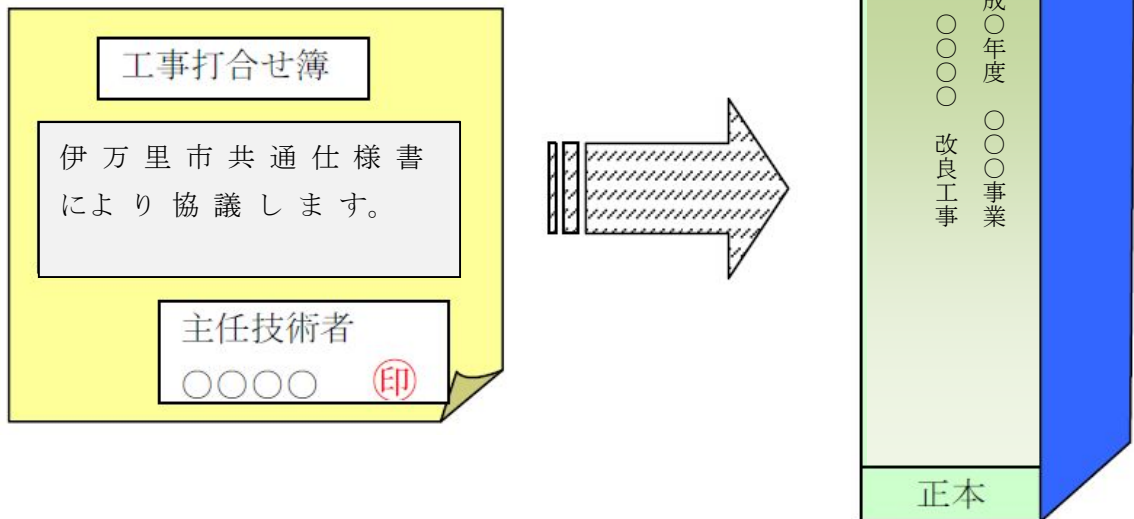 工事打合せ簿
伊万里市共通仕様書
により協議します。
主任技術者
○○○○ 印
成○年度 ○○○事業
○○○○ 改良工事
正本